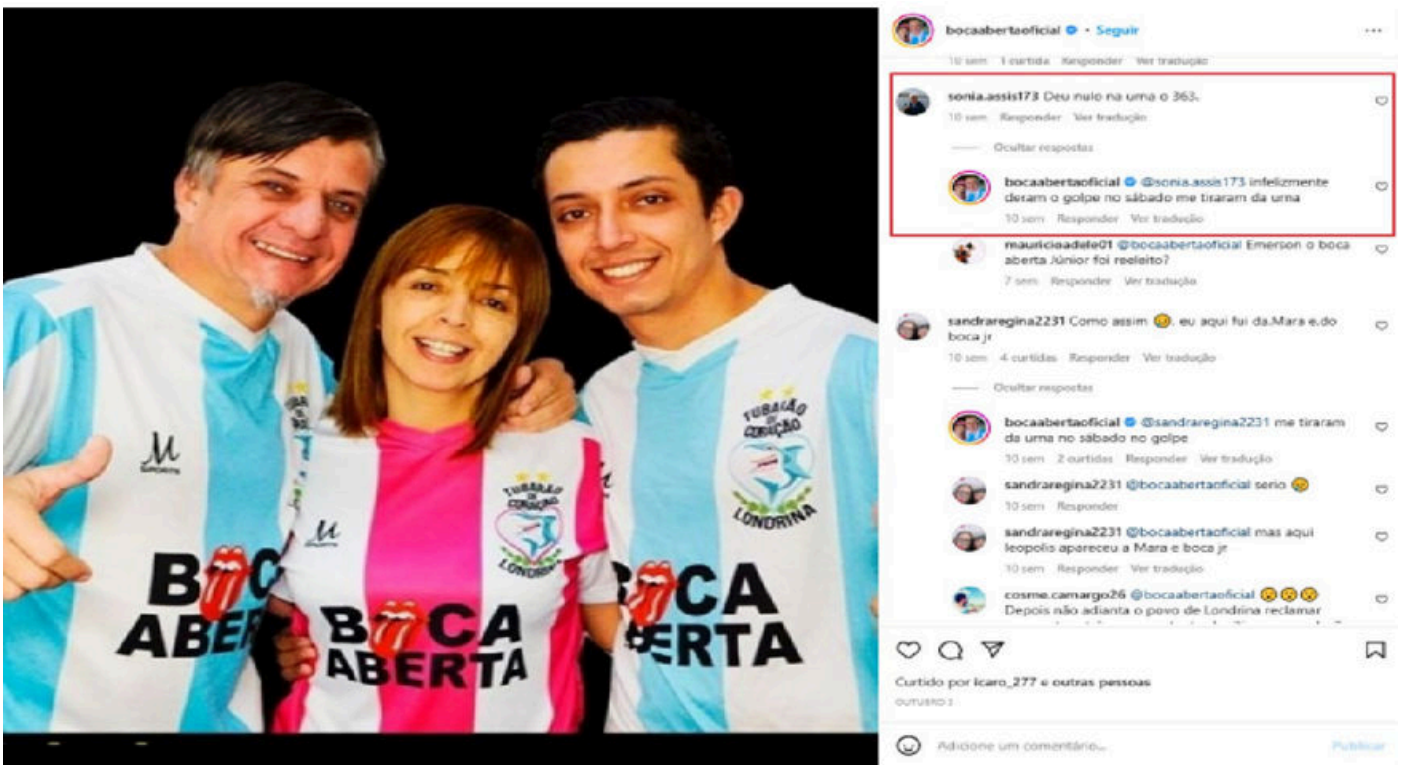 TUBARÃO
DE
CORAÇÃO
LONDRINA
M
SPORTS
BOCA
ABERTA
TUBARÃO
DE
CORAÇÃO
LONDRINA
M
SPORTS
BOCA
ABERTA
M
SPORTS
B C
ABER
bocaabertaoficial • Seguir
10 sem 1 curtida Responder Ver tradução
sonia.assis173 Deu nulo na urna o 363.
10 sem Responder Ver tradução
Ocultar respostas
bocaabertaoficial @sonia.assis173 infelizmente
deram o golpe no sábado me tiraram da urna
10 sem Responder Ver tradução
mauricioadele01 @bocaabertaoficial Emerson o boca
aberta Júnior foi reeleito?
7 sem Responder Ver tradução
sandraregina2231 Como assim 😢. eu aqui fui da.Mara e.do
boca jr
10 sem 4 curtidas Responder Ver tradução
Ocultar respostas
bocaabertaoficial @sandraregina2231 me tiraram
da urna no sábado no golpe
10 sem 2 curtidas Responder Ver tradução
sandraregina2231 @bocaabertaoficial serio 😢
10 sem Responder
sandraregina2231 @bocaabertaoficial mas aqui
leopolis apareceu a Mara e boca jr
10 sem Responder Ver tradução
cosme.camargo26 @bocaabertaoficial 😮😮😮
Depois não adianta o povo de Londrina reclamar
Curtido por icaro_277 e outras pessoas
OUTUBRO 3
Adicione um comentário...
Publicar